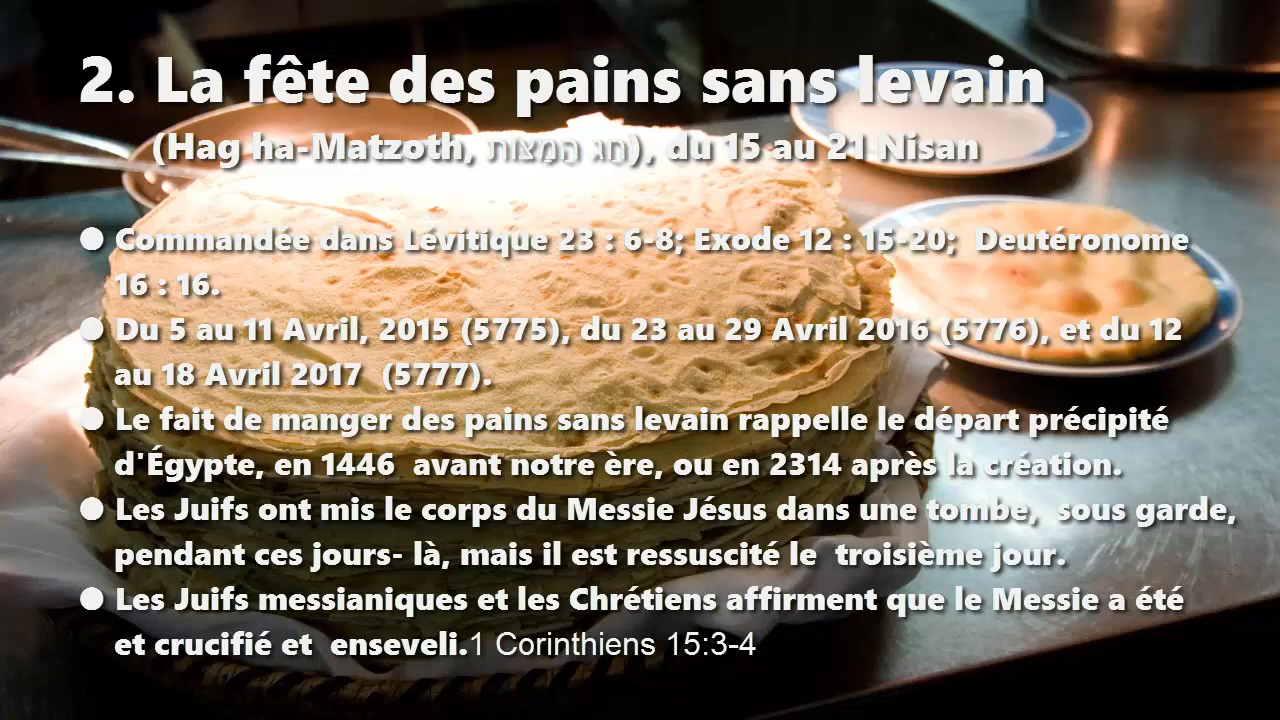 2. La fête des pains sans levain
(Hag ha-Matzoth, חג המצות), du 15 au 21 Nisan
● Commandée dans Lévitique 23 : 6-8; Exode 12 : 15-20; Deutéronome
16 : 16.
● Du 5 au 11 Avril, 2015 (5775), du 23 au 29 Avril 2016 (5776), et du 12
au 18 Avril 2017 (5777).
● Le fait de manger des pains sans levain rappelle le départ précipité
d'Égypte, en 1446 avant notre ère, ou en 2314 après la création.
● Les Juifs ont mis le corps du Messie Jésus dans une tombe, sous garde,
pendant ces jours- là, mais il est ressuscité le troisième jour.
● Les Juifs messianiques et les Chrétiens affirment que le Messie a été
et crucifié et enseveli.1 Corinthiens 15:3-4